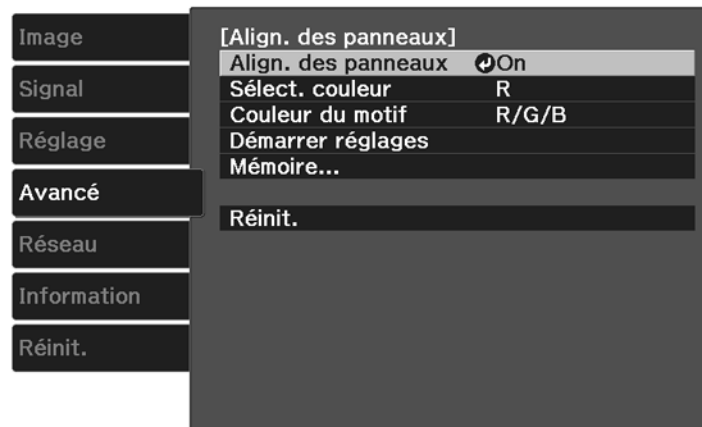 Image
Signal
Réglage
Avancé
Réseau
Information
Réinit.
[Align. des panneaux]
Align. des panneaux On
Sélect. couleur R
Couleur du motif R/G/B
Démarrer réglages
Mémoire...
Réinit.